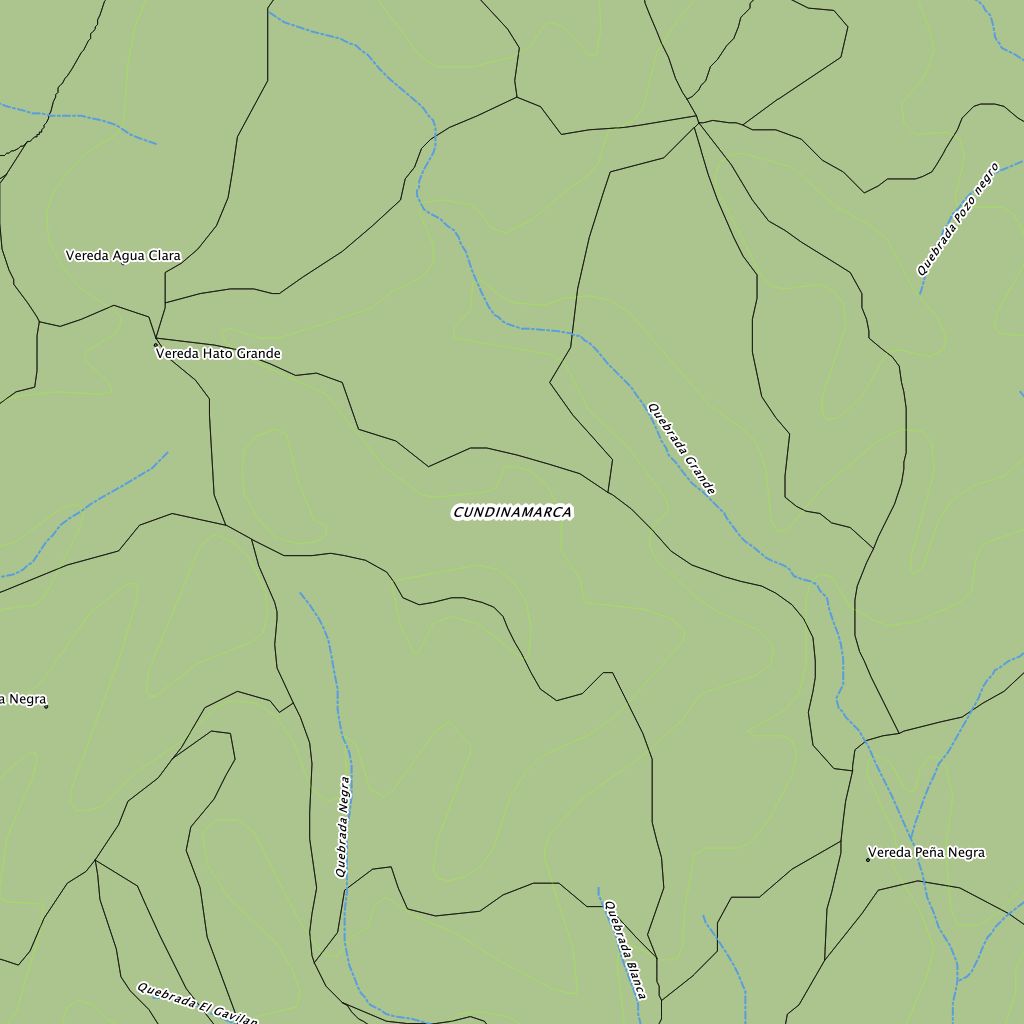 Quebrada Pozo negro
Vereda Agua Clara
Vereda Hato Grande
Quebrada Grande
CUNDINAMARCA
a Negra
Quebrada Negra
Vereda Peña Negra
Quebrada Blanca
Quebrada El Gavilan